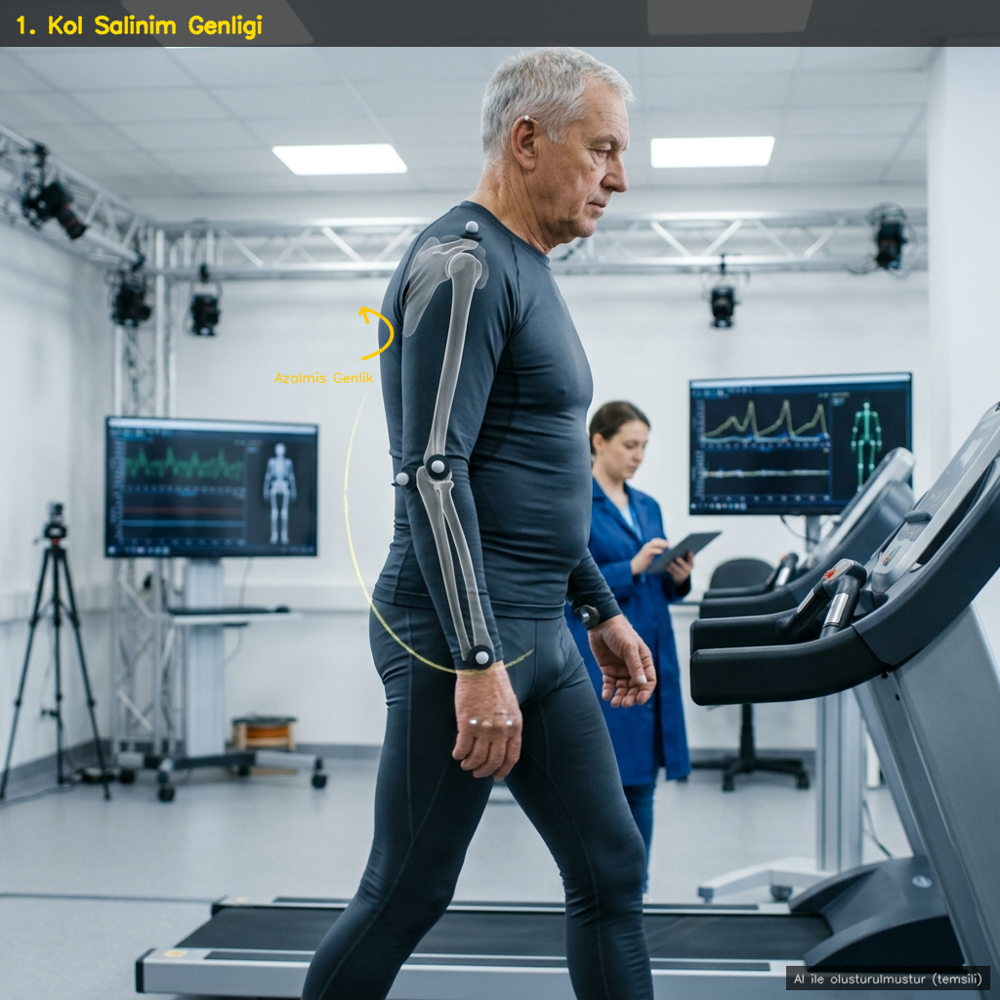 1. Kol Salinim Genligi
Azalmis Genlik
AI ile olusturulmustur (temsili)